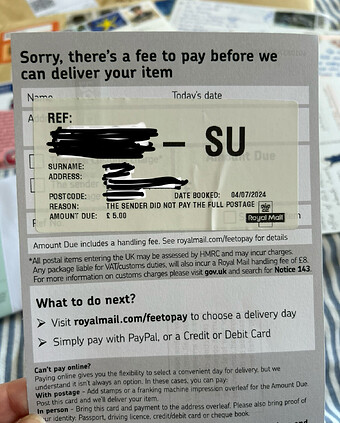 Sorry, there's a fee to pay before we
can deliver your item
Name Today's date
REF:
– SU
SURNAME:
ADDRESS:
POSTCODE: DATE BOOKED: 04/07/2024
REASON: THE SENDER DID NOT PAY THE FULL POSTAGE
AMOUNT DUE: £ 5.00
Royal Mail
Amount Due includes a handling fee. See royalmail.com/feetopay for details
*All postal items entering the UK may be assessed by HMRC and may incur charges.
Any package liable for VAT/customs duties, will also incur a Royal Mail handling fee of £8.
For more information on customs charges please visit gov.uk and search for Notice 143.
What to do next?
➤ Visit royalmail.com/feetopay to choose a delivery day
➤ Simply pay with PayPal, or a Credit or Debit Card
Can't pay online?
Paying online gives you the flexibility to select a convenient day for delivery, but we
understand it isn't always an option. In these cases, you can pay:
With postage - Add stamps or a franking machine impression overleaf for the Amount Due
Post this card and we'll deliver your item.
In person - Bring this card and payment to the address overleaf. Please also bring proof of
your identity. Passport, driving licence, credit/debit card or cheque book.